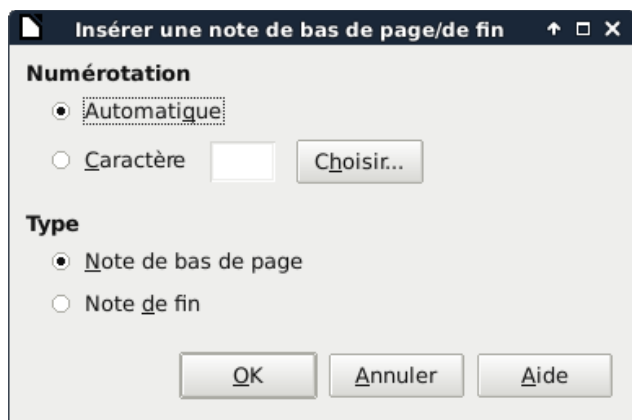 Insérer une note de bas de page/de fin
Numérotation
Automatique
Caractère Choisir...
Type
Note de bas de page
Note de fin
OK Annuler Aide